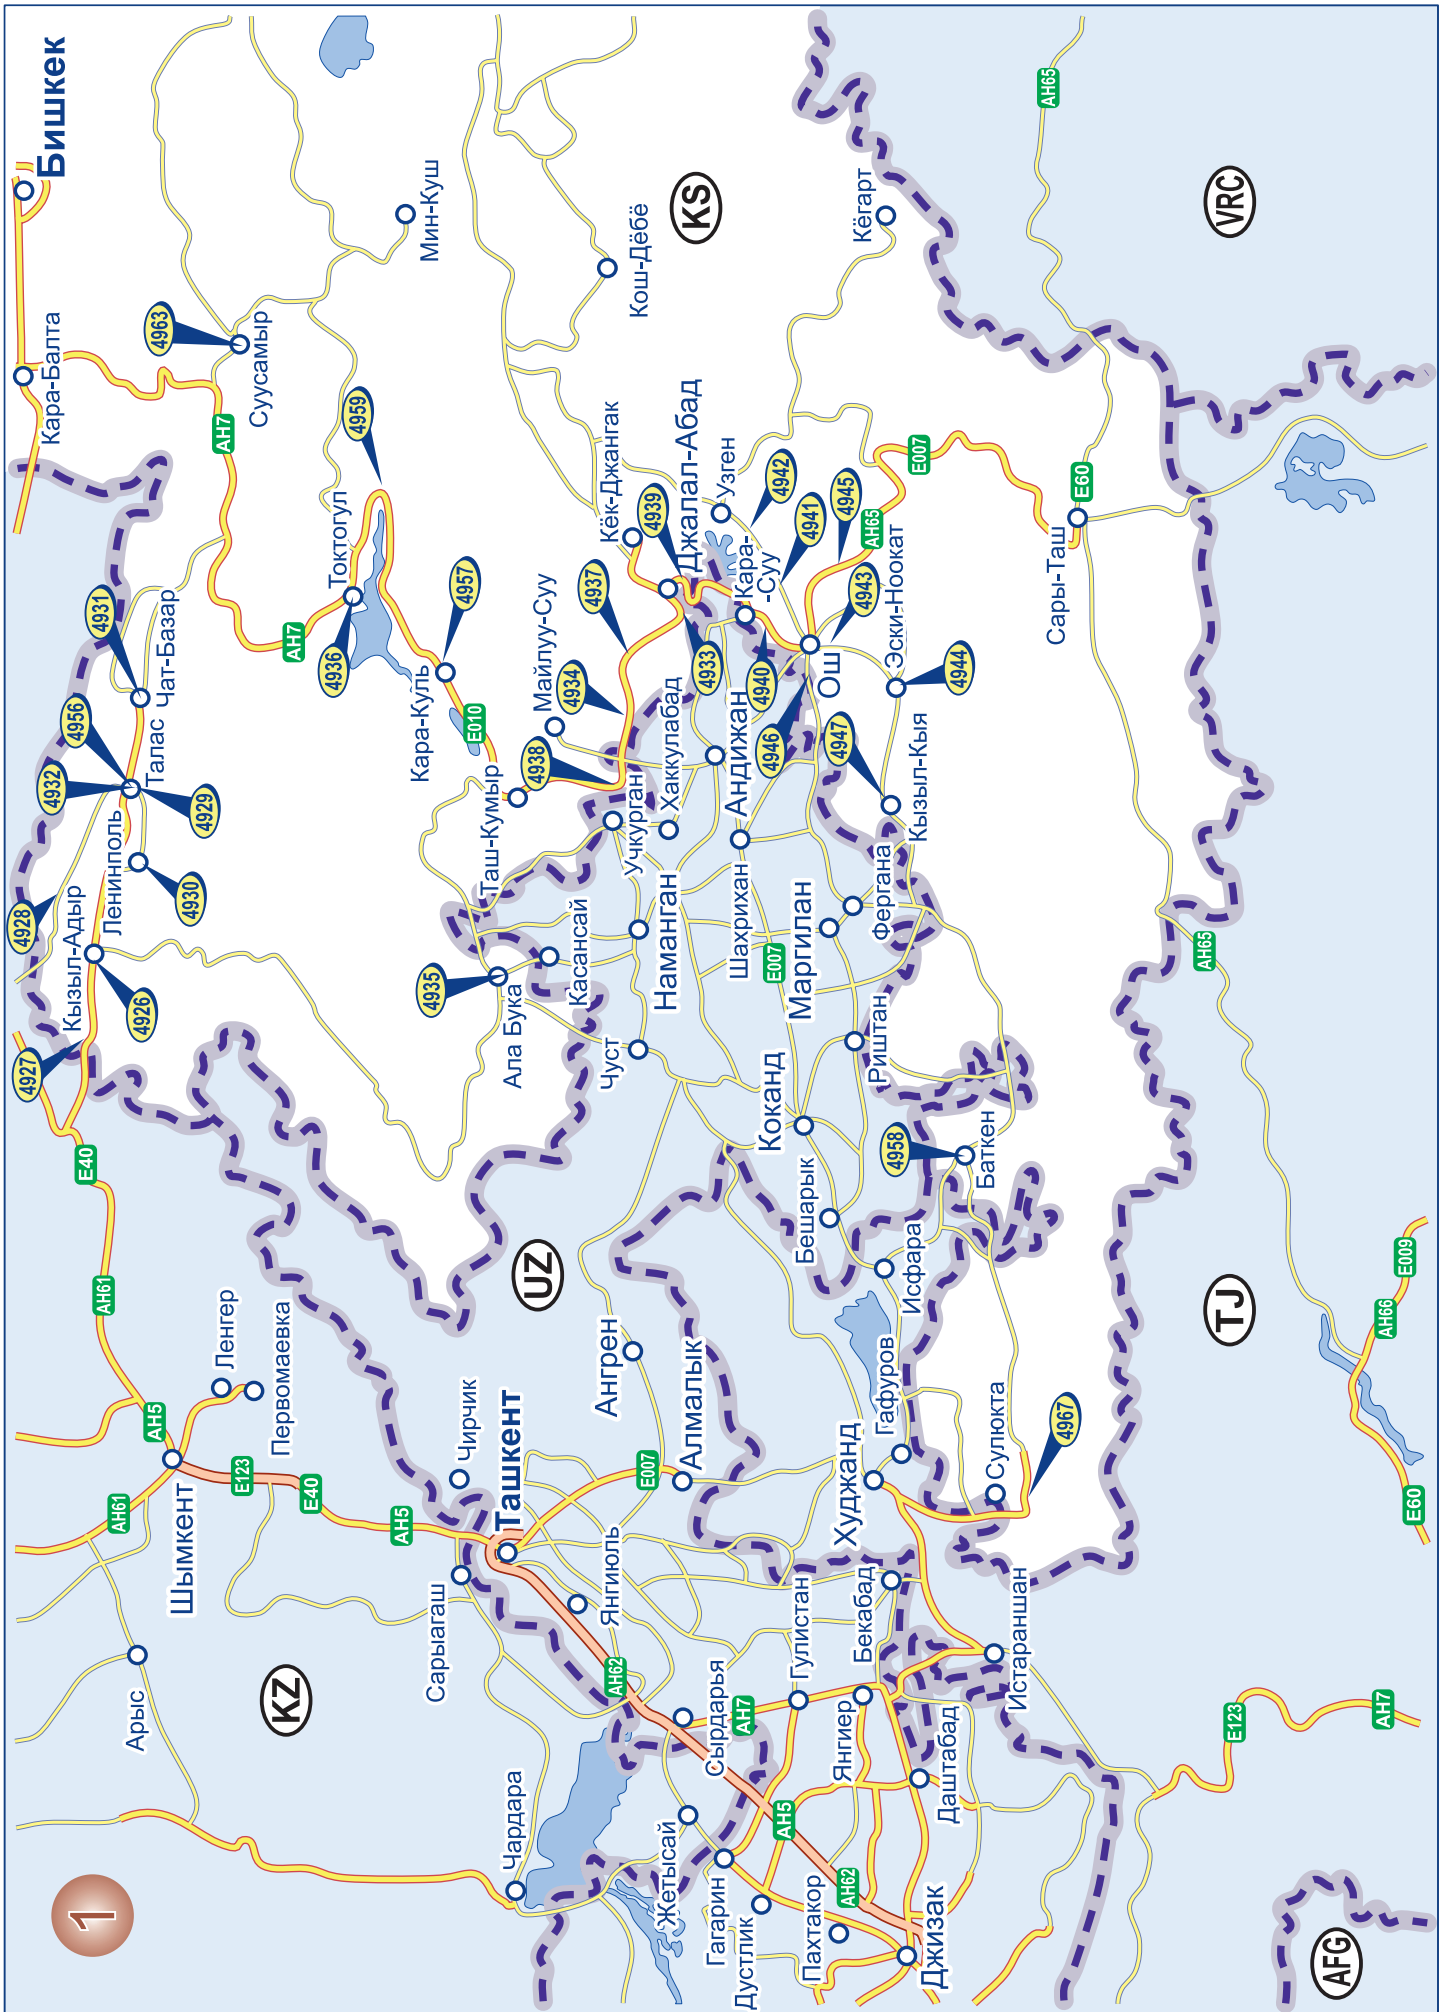 1
Бишкек
Кара-Балта
4963
Суусамыр
Мин-Куш
Кош-Дёбё
KS
Кёгарт
AH65
VRC
AH7
4959
Токтогул
AH7
4936
4931
Чат-Базар
4956
4932
Талас
4929
Ленинполь
4930
4928
Кызыл-Адыр
4926
4927
E40
AH61
Кара-Куль
4957
E010
Таш-Кумыр
4938
Майлуу-Суу
4934
4937
Кёк-Джангак
4939
Джалал-Абад
4933
Узген
4942
Кара-
-Суу
4941
4940
4945
AH65
E007
4943
Ош
4946
Эски-Ноокат
4944
4947
Кызыл-Кыя
Сары-Таш
E60
AH65
Учкурган
Хаккулабад
Андижан
Шахрихан
Наманган
Касансай
4935
Ала Бука
Чуст
E007
Маргилан
Фергана
Риштан
Коканд
Бешарык
4958
Баткен
Исфара
UZ
TJ
E009
AH66
E60
Ленгер
Первомаевка
AH5
E123
E40
AH61
Шымкент
AH5
Чирчик
Ташкент
Ангрен
E007
Алмалык
Гафуров
Худжанд
Сулюкта
4967
Арыс
KZ
Сарыагаш
Янгиюль
AH62
Сырдарья
AH7
Гулистан
Бекабад
Истараншан
Янгиер
Даштабад
E123
AH7
Чардара
Жетысай
AH5
Гагарин
Дустлик
Пахтакор
AH62
Джизак
AFG